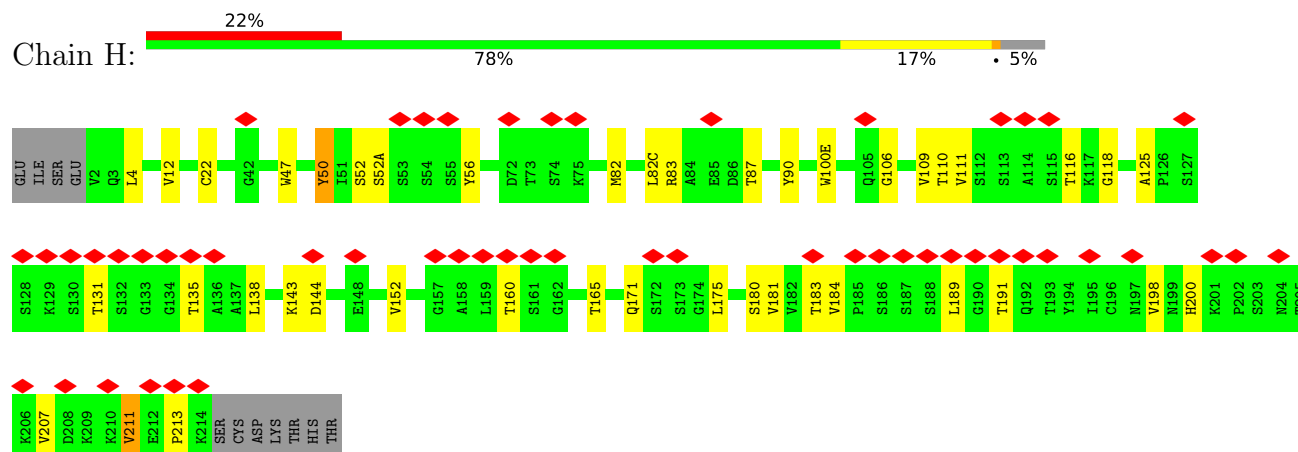 22%
Chain H:
78% 17% • 5%
GLU ILE SER GLU V2 Q3 L4 V12 C22 G42 W47 Y50 I51 S52 S52A S53 S54 S55 Y56 D72 T73 S74 K75 M82 L82C R83 A84 E85 D86 T87 Y90 W100E Q105 G106 V109 T110 V111 S112 S113 A114 S115 T116 K117 G118 A125 P126 S127
S128 K129 S130 T131 S132 G133 G134 T135 A136 A137 L138 K143 D144 E148 V152 G157 A158 L159 T160 S161 G162 T165 Q171 S172 S173 G174 L175 S180 V181 V182 T183 V184 P185 S186 S187 S188 L189 G190 T191 Q192 T193 Y194 I195 C196 N197 V198 N199 H200 K201 P202 S203 N204
K206 V207 D208 K209 K210 V211 E212 P213 K214 SER CYS ASP LYS THR HIS THR